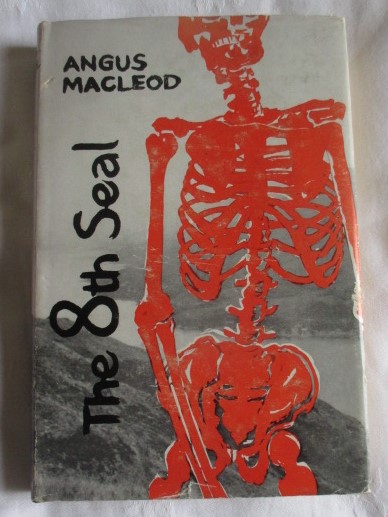 ANGUS
MACLEOD
The 8th Seal